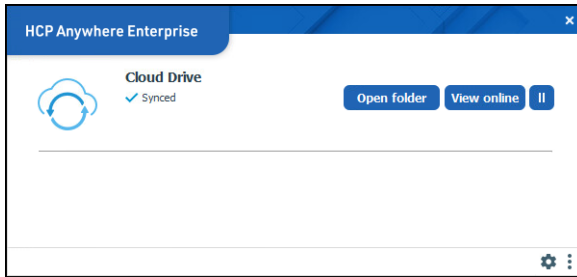 HCP Anywhere Enterprise
Cloud Drive
Synced
Open folder
View online